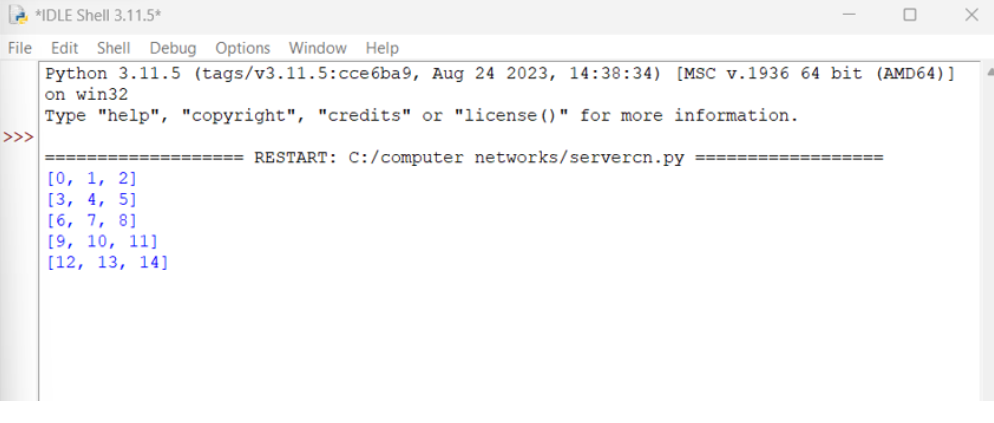 *IDLE Shell 3.11.5*
File Edit Shell Debug Options Window Help
Python 3.11.5 (tags/v3.11.5:cce6ba9, Aug 24 2023, 14:38:34) [MSC v.1936 64 bit (AMD64)]
on win32
Type "help", "copyright", "credits" or "license()" for more information.
>>>
=================== RESTART: C:/computer networks/servercn.py ==================
[0, 1, 2]
[3, 4, 5]
[6, 7, 8]
[9, 10, 11]
[12, 13, 14]